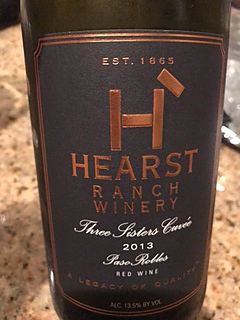 EST. 1865
H
HEARST
RANCH
WINERY
Three Sisters Cuvée
2013
Paso Robles
RED WINE
A LEGACY OF QUALITY
ALC. 13.5% BY VOL